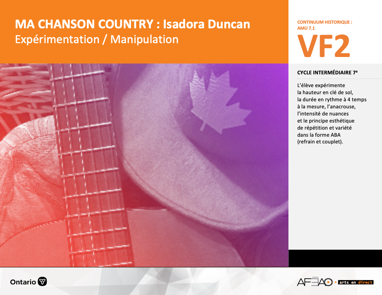 MA CHANSON COUNTRY : Isadora Duncan
Expérimentation / Manipulation
CONTINUUM HISTORIQUE :
AMU 7.1
VF2
CYCLE INTERMÉDIAIRE 7e
L'élève expérimente
la hauteur en clé de sol,
la durée en rythme à 4 temps
à la mesure, l'anacrouse,
l'intensité de nuances
et le principe esthétique
de répétition et variété
dans la forme ABA
(refrain et couplet).
Ontario
AFEAO arts en direct